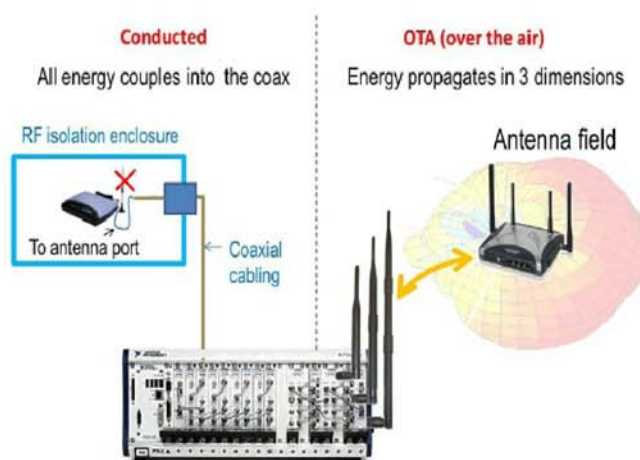 Conducted
OTA (over the air)
All energy couples into the coax
Energy propagates in 3 dimensions
RF isolation enclosure
Antenna field
To antenna port
Coaxial
cabling